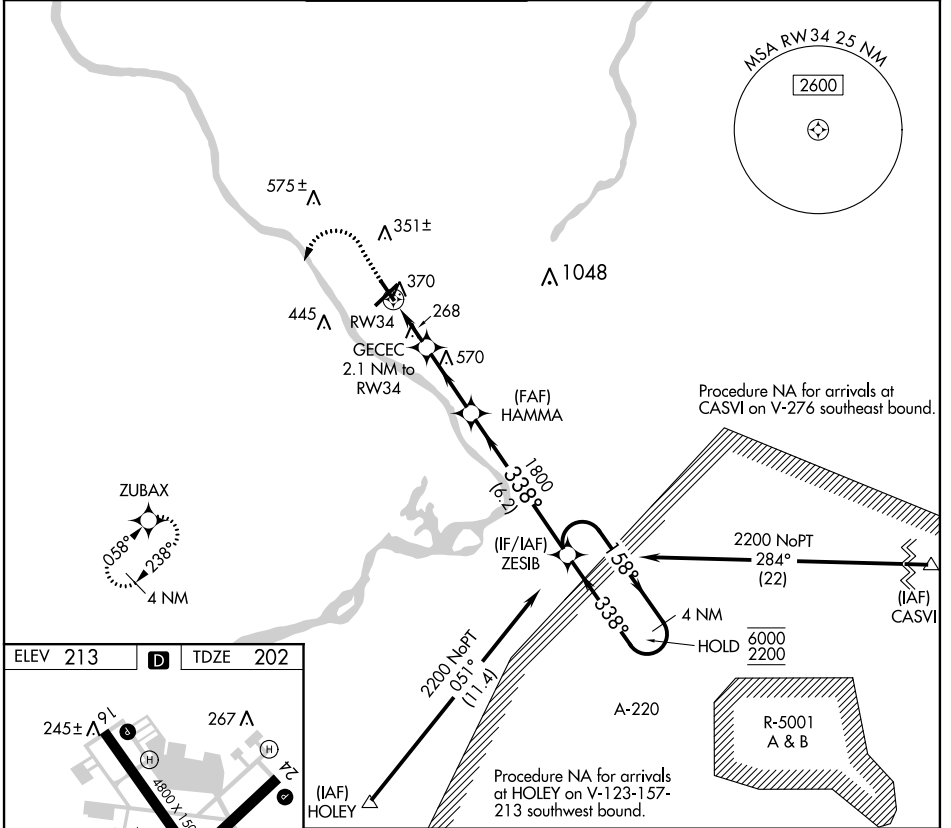 MSA RW34 25 NM
2600
575±
351±
1048
370
445
RW34
268
GECEC
2.1 NM to
RW34
570
(FAF)
HAMMA
Procedure NA for arrivals at
CASVI on V-276 southeast bound.
1800
338°
(6.2)
ZUBAX
058°
238°
4 NM
(IF/IAF)
ZESIB
158°
338°
2200 NoPT
284°
(22)
(IAF)
CASVI
4 NM
HOLD
6000
2200
2200 NoPT
051°
(11.4)
A-220
R-5001
A & B
(IAF)
HOLEY
Procedure NA for arrivals
at HOLEY on V-123-157-
213 southwest bound.
ELEV 213
D
TDZE 202
245±
16
P
H
267
H
24
P